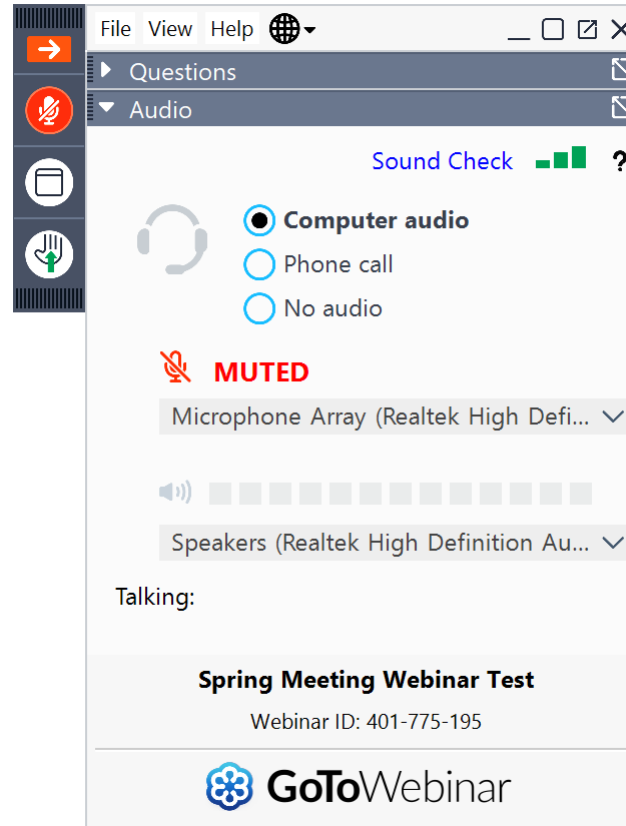 File View Help
Questions
Audio
Sound Check ?
Computer audio
Phone call
No audio
MUTED
Microphone Array (Realtek High Defi...
Speakers (Realtek High Definition Au...
Talking:
Spring Meeting Webinar Test
Webinar ID: 401-775-195
GoToWebinar